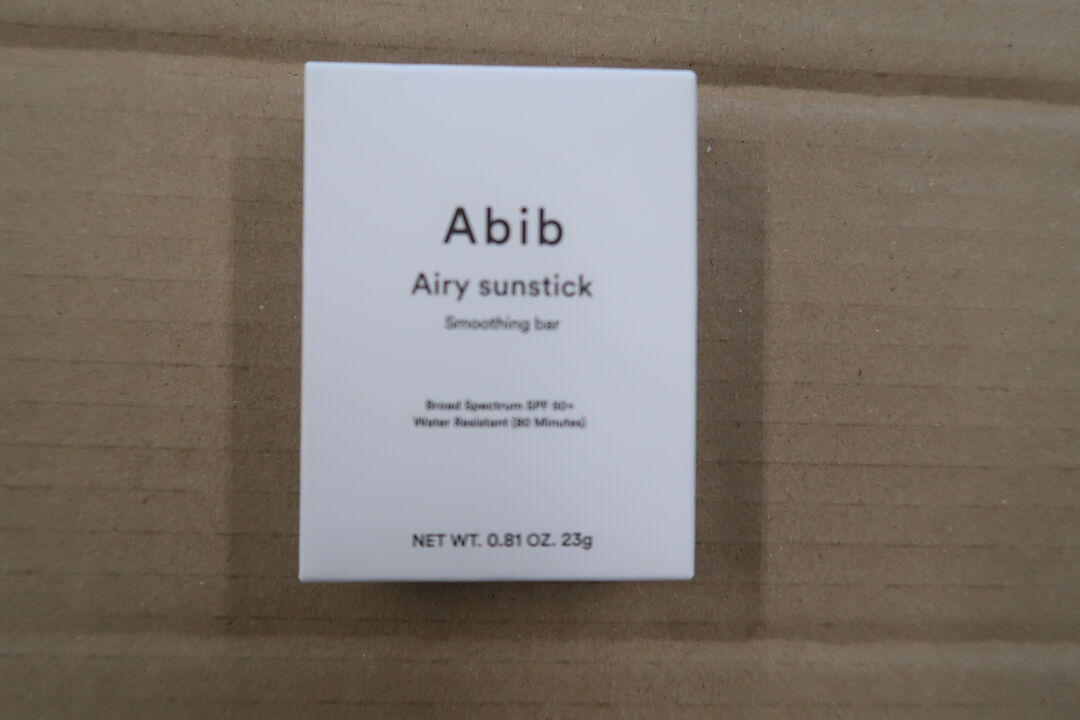 Abib
Airy sunstick
Smoothing bar
Broad Spectrum SPF 50+
Water Resistant (80 Minutes)
NET WT. 0.81 OZ. 23g